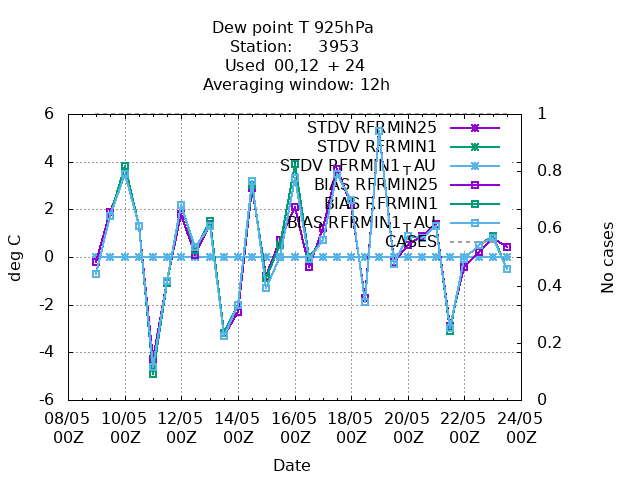 Dew point T 925hPa
Station: 3953
Used 00,12 + 24
Averaging window: 12h
STDV RFRMIN25
STDV RFRMIN1
STDV RFRMIN1_AU
BIAS RFRMIN25
BIAS RFRMIN1
BIAS RFRMIN1_AU
CASES
6
4
2
0
-2
-4
-6
deg C
1
0.8
0.6
0.4
0.2
0
No cases
08/05 10/05 12/05 14/05 16/05 18/05 20/05 22/05 24/05
00Z 00Z 00Z 00Z 00Z 00Z 00Z 00Z 00Z
Date